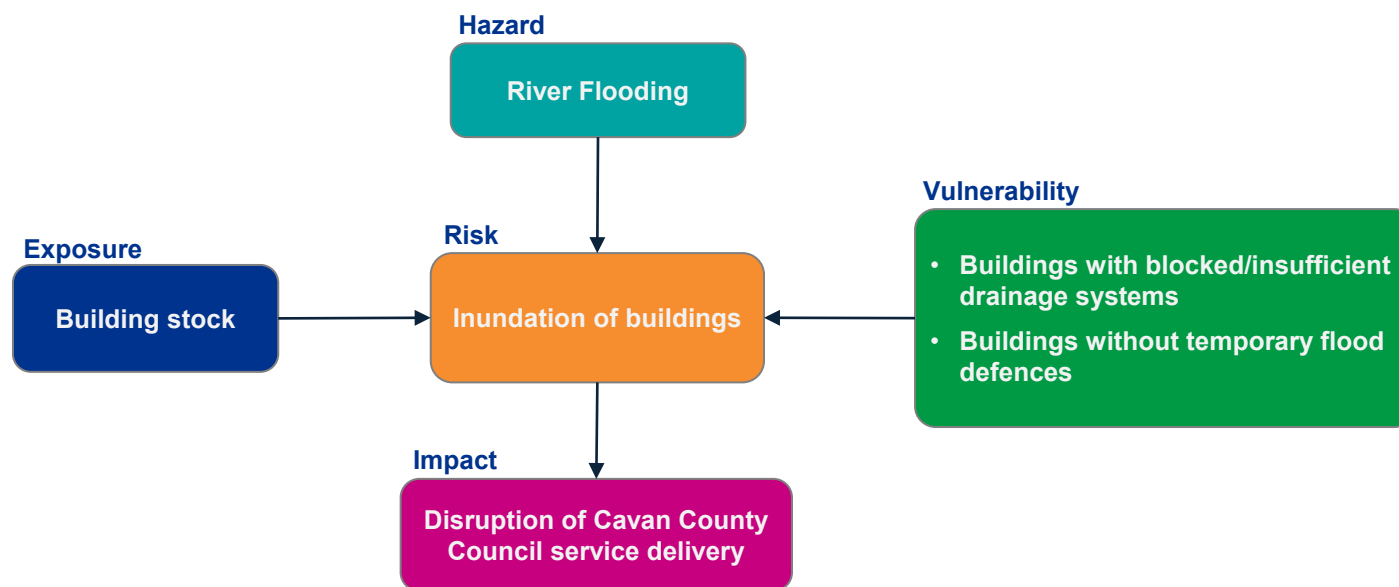 Hazard
River Flooding
Vulnerability
Exposure
Building stock
Risk
Inundation of buildings
• Buildings with blocked/insufficient
drainage systems
• Buildings without temporary flood
defences
Impact
Disruption of Cavan County
Council service delivery